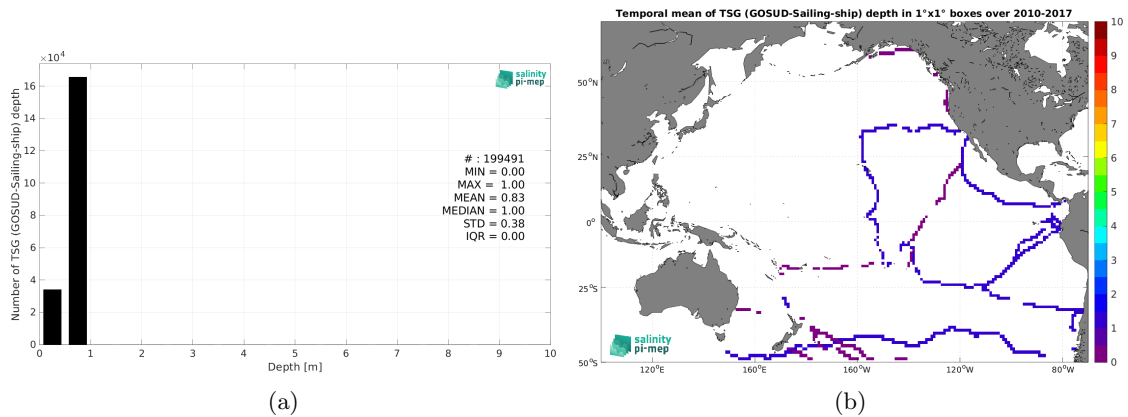 ×10⁴
16
14
12
10
8
6
4
2
0
Number of TSG (GOSUD-Sailing-ship) depth
0 1 2 3 4 5 6 7 8 9 10
Depth [m]
salinity
pi-mep
# : 199491
MIN = 0.00
MAX = 1.00
MEAN = 0.83
MEDIAN = 1.00
STD = 0.38
IQR = 0.00
(a)
Temporal mean of TSG (GOSUD-Sailing-ship) depth in 1°x1° boxes over 2010-2017
50°N
25°N
0°
25°S
50°S
120°E 160°E 160°W 120°W 80°W
salinity
pi-mep
10
9
8
7
6
5
4
3
2
1
0
(b)